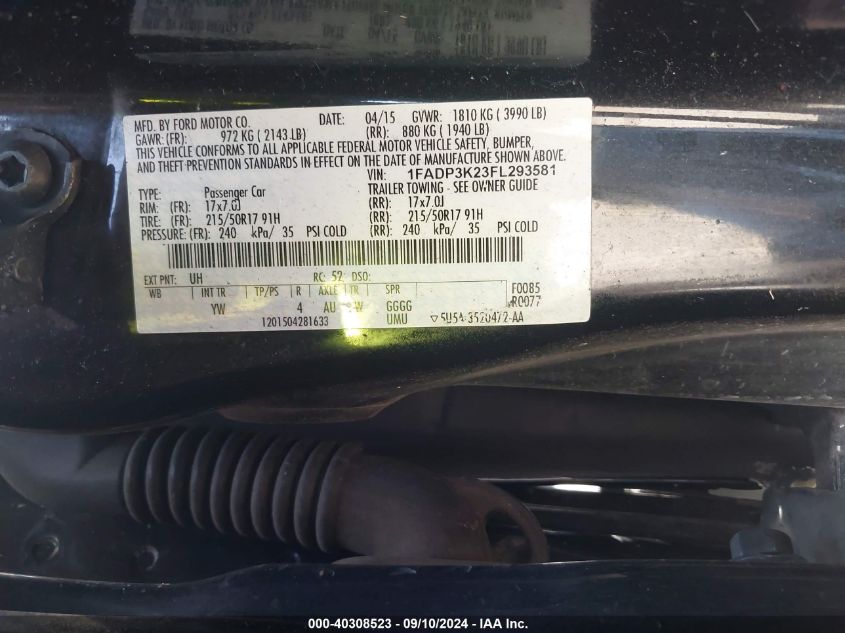 MFD. BY FORD MOTOR CO. DATE: 04/15 GVWR: 1810 KG ( 3990 LB)
GAWR: (FR): 972 KG ( 2143 LB) (RR): 880 KG ( 1940 LB)
THIS VEHICLE CONFORMS TO ALL APPLICABLE FEDERAL MOTOR VEHICLE SAFETY, BUMPER,
AND THEFT PREVENTION STANDARDS IN EFFECT ON THE DATE OF MANUFACTURE SHOWN ABOVE.
VIN: 1FADP3K23FL293581
TYPE: Passenger Car TRAILER TOWING - SEE OWNER GUIDE
RIM: (FR): 17x7.0J (RR): 17x7.0J
TIRE: (FR): 215/50R17 91H (RR): 215/50R17 91H
PRESSURE: (FR): 240 kPa/ 35 PSI COLD (RR): 240 kPa/ 35 PSI COLD
EXT PNT: UH RC: 52 DSO:
WB INT TR TP/PS R AXLE TR SPR F0085
YW 4 AU GGGG R0077
1201504281633 UMU
000-40308523 - 09/10/2024 - IAA Inc.